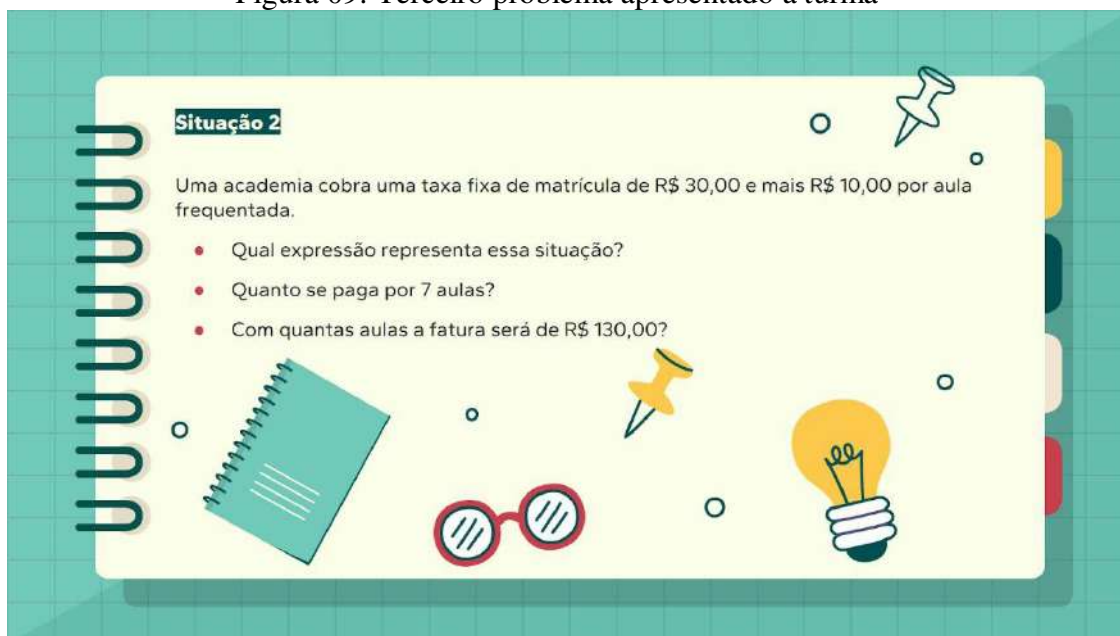 Figura 09: Terceiro problema apresentado à turma
Situação 2
Uma academia cobra uma taxa fixa de matrícula de R$ 30,00 e mais R$ 10,00 por aula
frequentada.
• Qual expressão representa essa situação?
• Quanto se paga por 7 aulas?
• Com quantas aulas a fatura será de R$ 130,00?